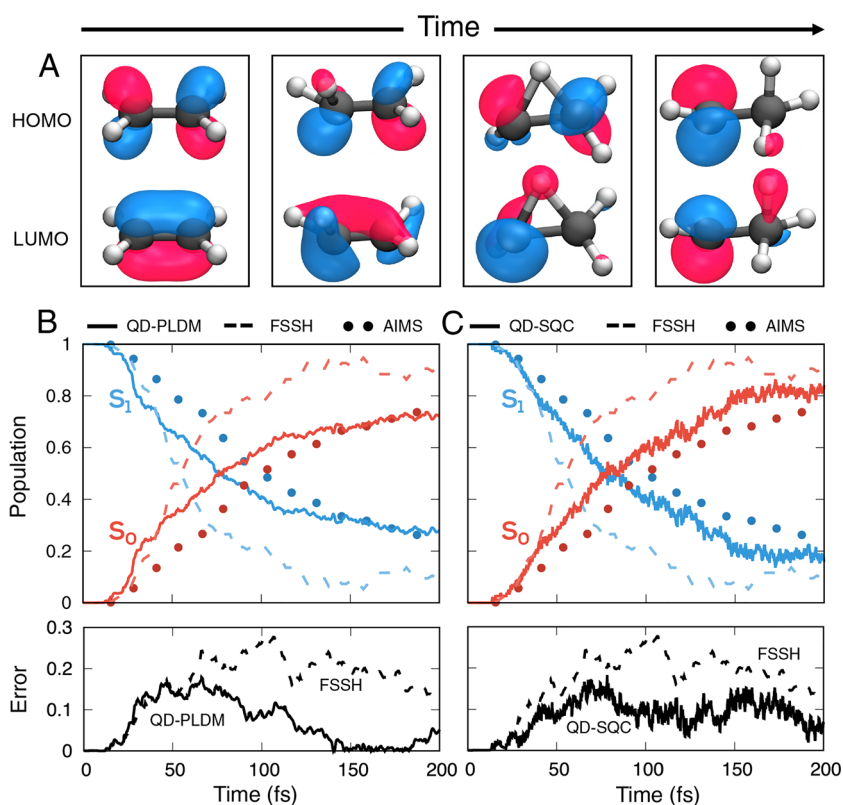 Time
A
HOMO
LUMO
B QD-PLDM FSSH AIMS
C QD-SQC FSSH AIMS
1
0.8
0.6
0.4
0.2
0
Population
S1
S0
S1
S0
0.3
0.2
0.1
0
Error
QD-PLDM
FSSH
QD-SQC
FSSH
0 50 100 150 200
Time (fs)
0 50 100 150 200
Time (fs)